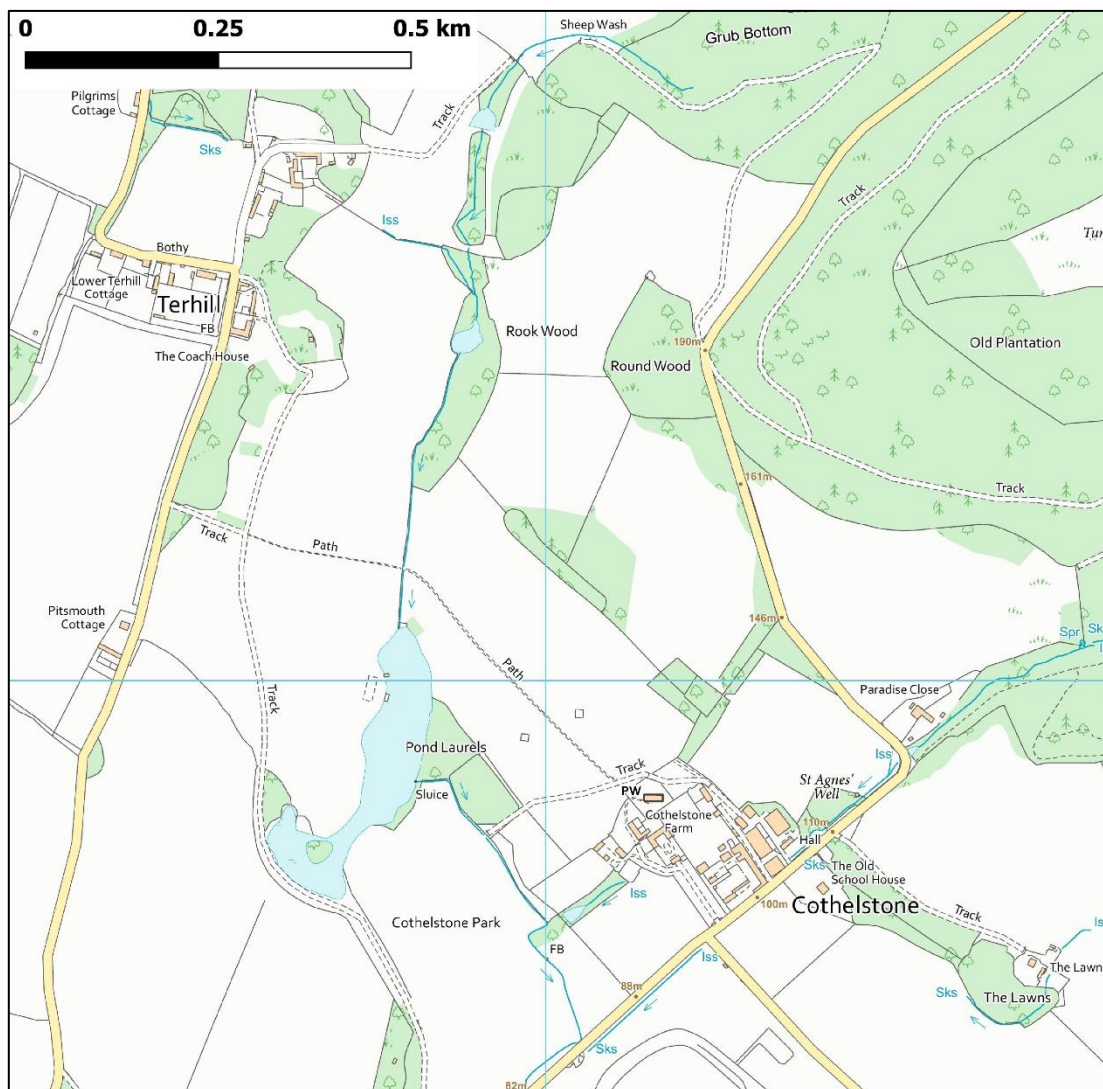 0 0.25 0.5 km
Sheep Wash
Grub Bottom
Pilgrims
Cottage
Track
Sks
Track
Iss
Bothy
Lower Terhill
Cottage
Terhill
FB
The Coach House
Rook Wood
Round Wood
190m
Old Plantation
161m
Track
Track
Path
Pitsmouth
Cottage
146m
Spr
Path
Track
Paradise Close
Pond Laurels
Sluice
Track
PW
Cothelstone
Farm
St Agnes'
Well
Iss
110m
Hall
Sks
The Old
School House
Iss
100m
Cothelstone
Track
Cothelstone Park
FB
Iss
The Lawn
The Lawns
Sks
88m
Sks
82m